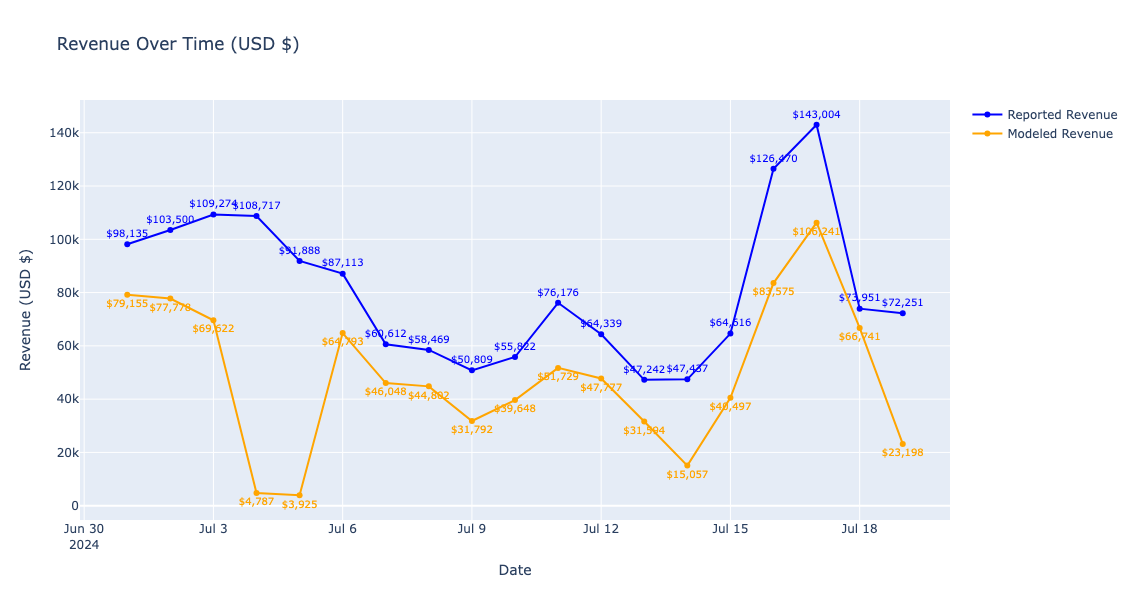 Revenue Over Time (USD $)
Reported Revenue
Modeled Revenue
Revenue (USD $)
140k
120k
100k
80k
60k
40k
20k
0
$98,135
$103,500
$109,274
$108,717
$91,888
$87,113
$60,612
$58,469
$50,809
$55,822
$76,176
$64,339
$47,242
$47,437
$64,616
$126,470
$143,004
$73,951
$72,251
$79,155
$77,778
$69,622
$4,787
$3,925
$64,793
$46,048
$44,802
$31,792
$39,648
$51,729
$47,777
$15,057
$40,497
$83,575
$106,241
$66,741
$23,198
Jun 30
2024
Jul 3
Jul 6
Jul 9
Jul 12
Jul 15
Jul 18
Date